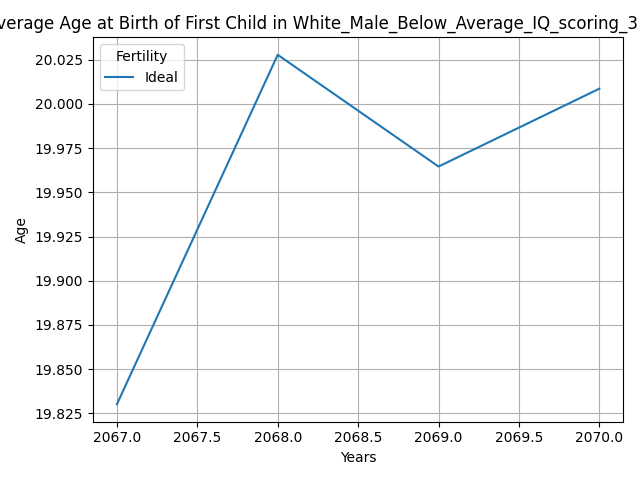 verage Age at Birth of First Child in White_Male_Below_Average_IQ_scoring_3
Fertility
Ideal
20.025
20.000
19.975
19.950
19.925
19.900
19.875
19.850
19.825
Age
2067.0 2067.5 2068.0 2068.5 2069.0 2069.5 2070.0
Years